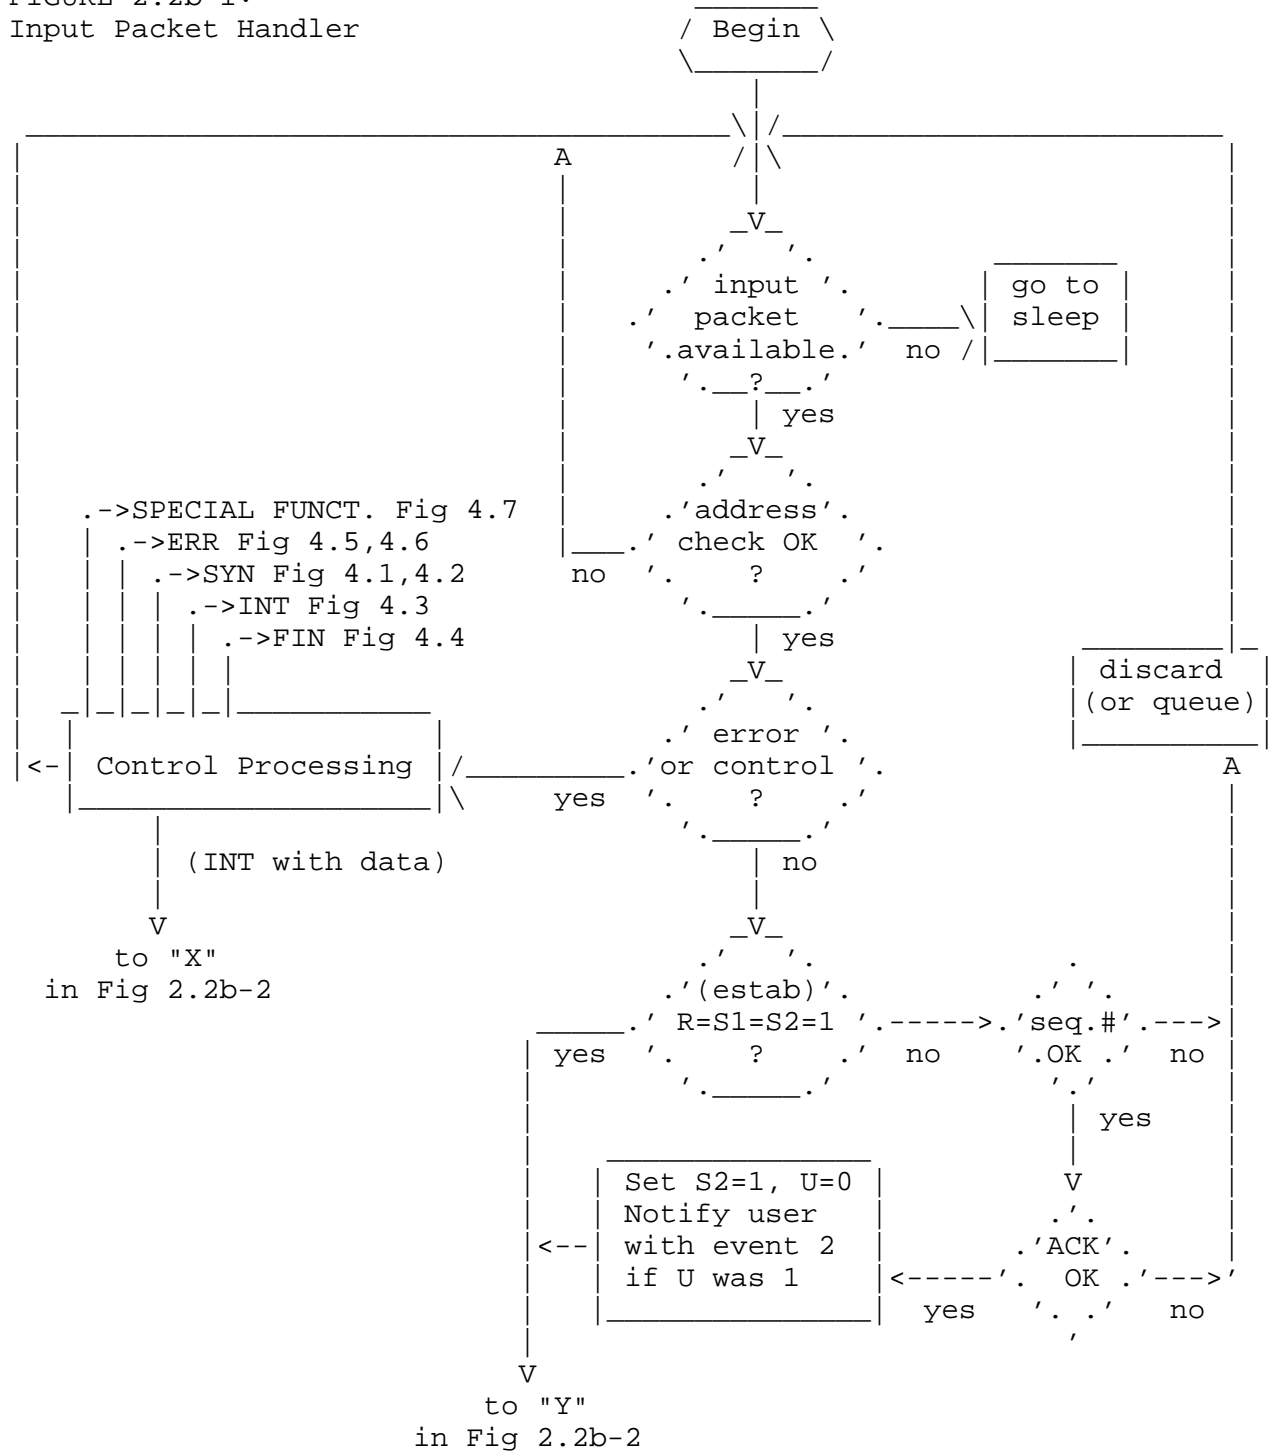 FIGURE 2.2b-1:
Input Packet Handler
Begin
A
input
packet
available
?
no
go to
sleep
yes
V
address
check OK
?
no
yes
V
.->SPECIAL FUNCT. Fig 4.7
.->ERR Fig 4.5,4.6
.->SYN Fig 4.1,4.2
.->INT Fig 4.3
.->FIN Fig 4.4
discard
(or queue)
A
error
or control
?
yes
Control Processing
<-
(INT with data)
no
V
V
to "X"
in Fig 2.2b-2
(estab)
R=S1=S2=1
?
yes
no
seq.#
OK
no
yes
V
Set S2=1, U=0
Notify user
with event 2
if U was 1
ACK
OK
yes
no
V
to "Y"
in Fig 2.2b-2